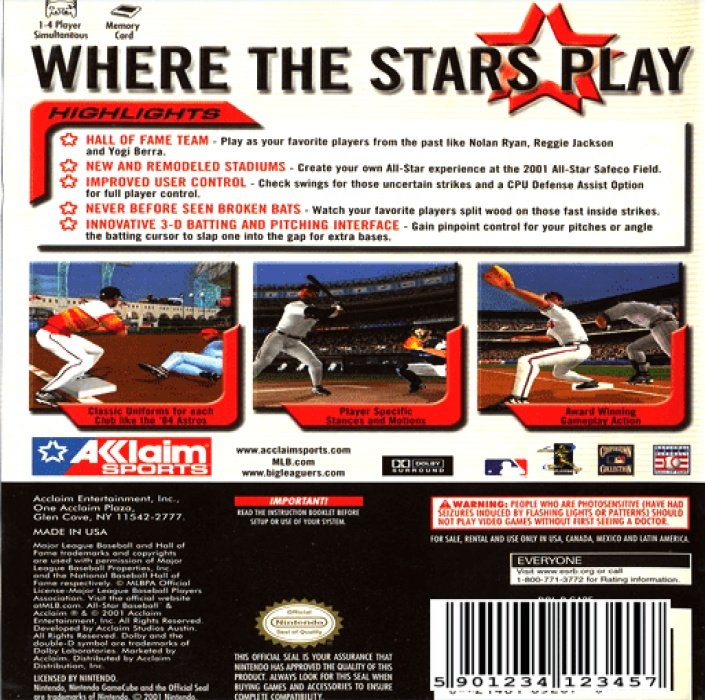 1-4 Player
Simultaneous
Memory
Card
WHERE THE STARS PLAY
HIGHLIGHTS
HALL OF FAME TEAM - Play as your favorite players from the past like Nolan Ryan, Reggie Jackson
and Yogi Berra.
NEW AND REMODELED STADIUMS - Create your own All-Star experience at the 2001 All-Star Safeco Field.
IMPROVED USER CONTROL - Check swings for those uncertain strikes and a CPU Defense Assist Option
for full player control.
NEVER BEFORE SEEN BROKEN BATS - Watch your favorite players split wood on those fast inside strikes.
INNOVATIVE 3-D BATTING AND PITCHING INTERFACE - Gain pinpoint control for your pitches or angle
the batting cursor to slap one into the gap for extra bases.
Classic Uniforms for each
Club like the '84 Astros
Player Specific
Stances and Motions
Award Winning
Gameplay Action
AKKlaim
SPORTS
www.acclaimsports.com
MLB.com
www.bigleaguers.com
DOLBY
SURROUND
COOPERSTOWN
COLLECTION
Acclaim Entertainment, Inc.,
One Acclaim Plaza,
Glen Cove, NY 11542-2777.
MADE IN USA
Major League Baseball and Hall of
Fame trademarks and copyrights
are used with permission of Major
League Baseball Properties, Inc.
and the National Baseball Hall of
Fame respectively. © MLBPA Official
License-Major League Baseball Players
Association. Visit the official website
atMLB.com. All-Star Baseball &
Acclaim ® & © 2001 Acclaim
Entertainment, Inc. All Rights Reserved.
Developed by Acclaim Studios Austin.
All Rights Reserved. Dolby and the
double-D symbol are trademarks of
Dolby Laboratories. Marketed by
Acclaim. Distributed by Acclaim
Distribution, Inc.
LICENSED BY NINTENDO.
Nintendo, Nintendo GameCube and the Official Seal
are trademarks of Nintendo. © 2001 Nintendo.
IMPORTANT!
READ THE INSTRUCTION BOOKLET BEFORE
SETUP OR USE OF YOUR SYSTEM.
Official
Nintendo
Seal of Quality
THIS OFFICIAL SEAL IS YOUR ASSURANCE THAT
NINTENDO HAS APPROVED THE QUALITY OF THIS
PRODUCT. ALWAYS LOOK FOR THIS SEAL WHEN
BUYING GAMES AND ACCESSORIES TO ENSURE
COMPLETE COMPATIBILITY.
WARNING: PEOPLE WHO ARE PHOTOSENSITIVE (HAVE HAD
SEIZURES INDUCED BY FLASHING LIGHTS OR PATTERNS) SHOULD
NOT PLAY VIDEO GAMES WITHOUT FIRST SEEING A DOCTOR.
FOR SALE, RENTAL AND USE ONLY IN USA, CANADA, MEXICO AND LATIN AMERICA.
EVERYONE
Visit www.esrb.org or call
1-800-771-3772 for Rating information.
5 901234 123457